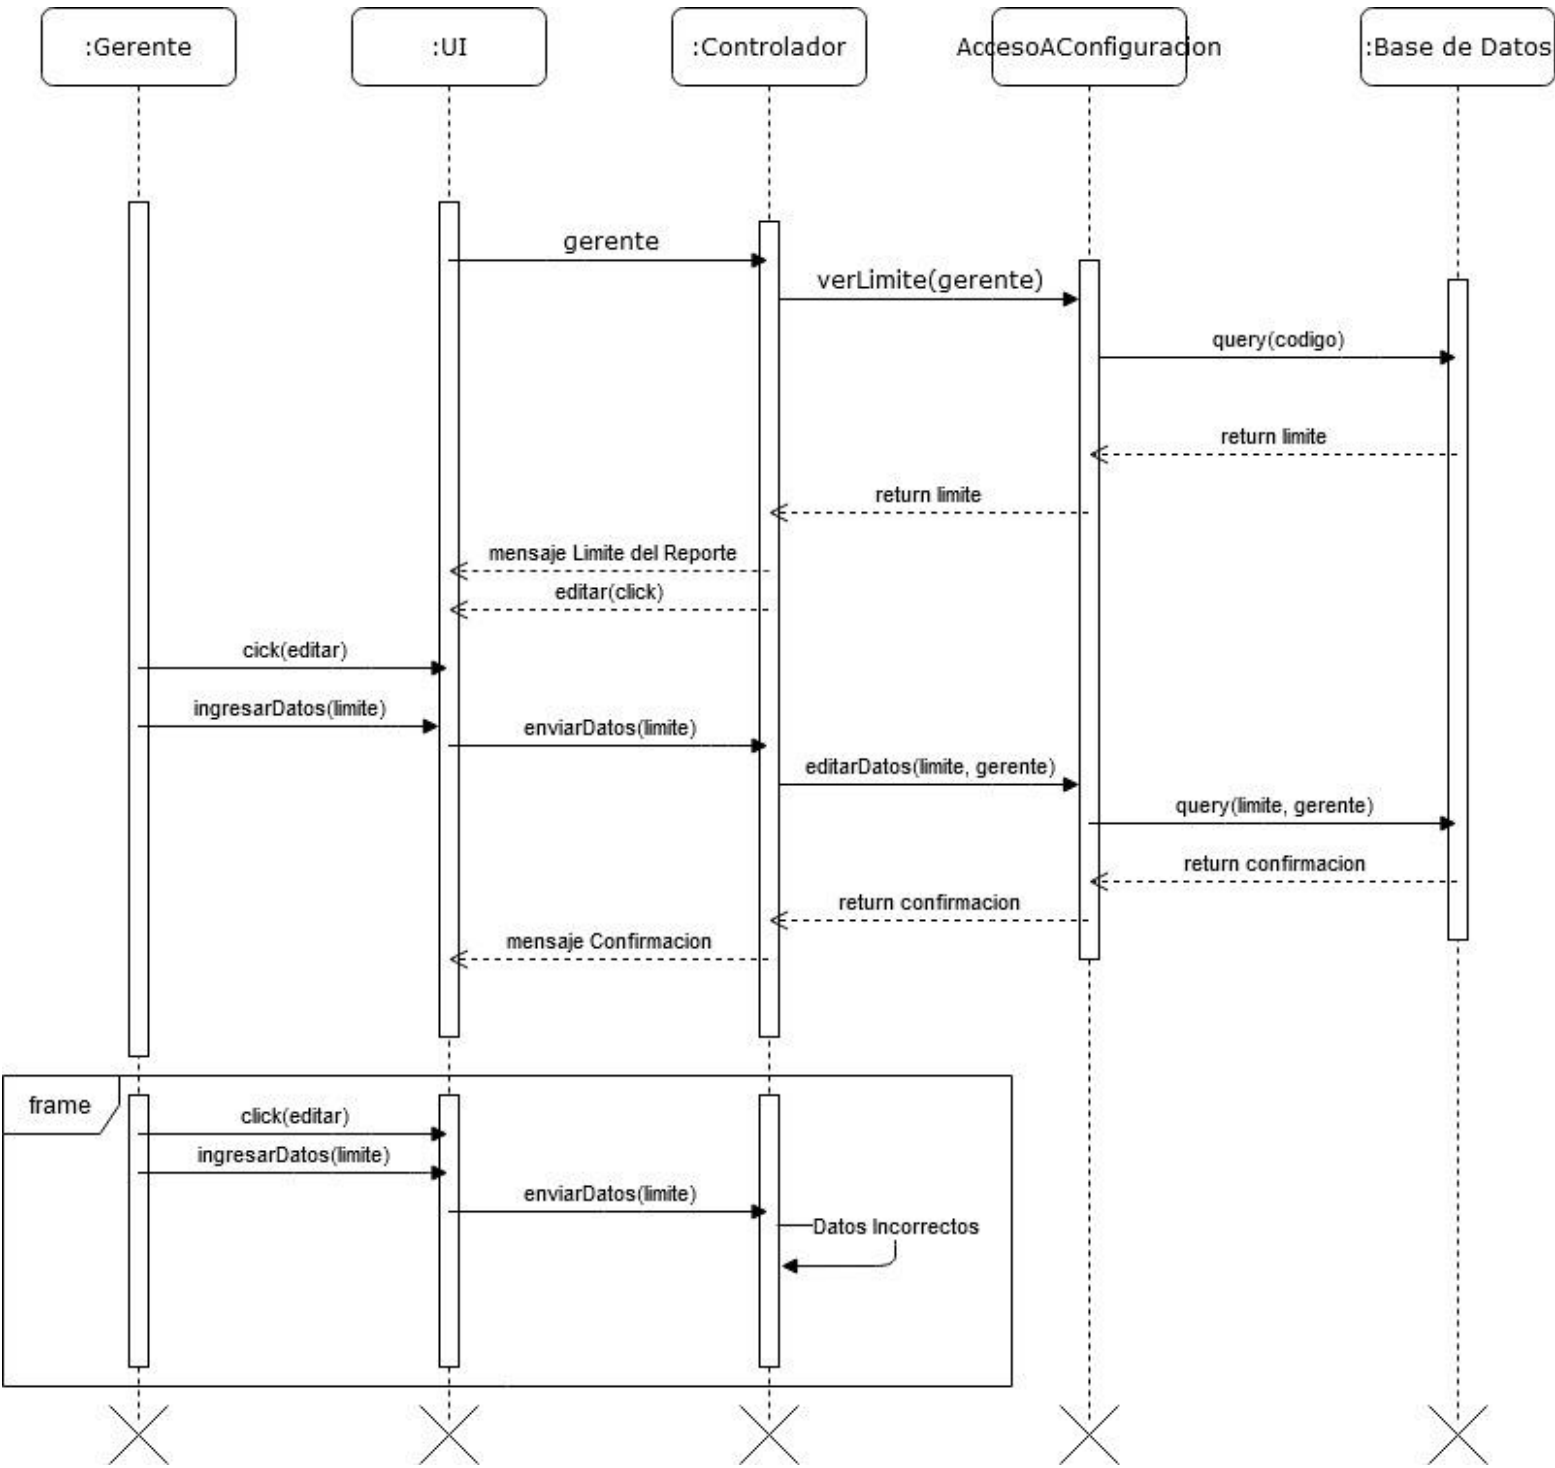 :Gerente
:UI
:Controlador
AccesoAConfiguracion
:Base de Datos
gerente
verLimite(gerente)
query(codigo)
return limite
return limite
mensaje Limite del Reporte
editar(click)
cick(editar)
ingresarDatos(limite)
enviarDatos(limite)
editarDatos(limite, gerente)
query(limite, gerente)
return confirmacion
return confirmacion
mensaje Confirmacion
frame
click(editar)
ingresarDatos(limite)
enviarDatos(limite)
Datos Incorrectos